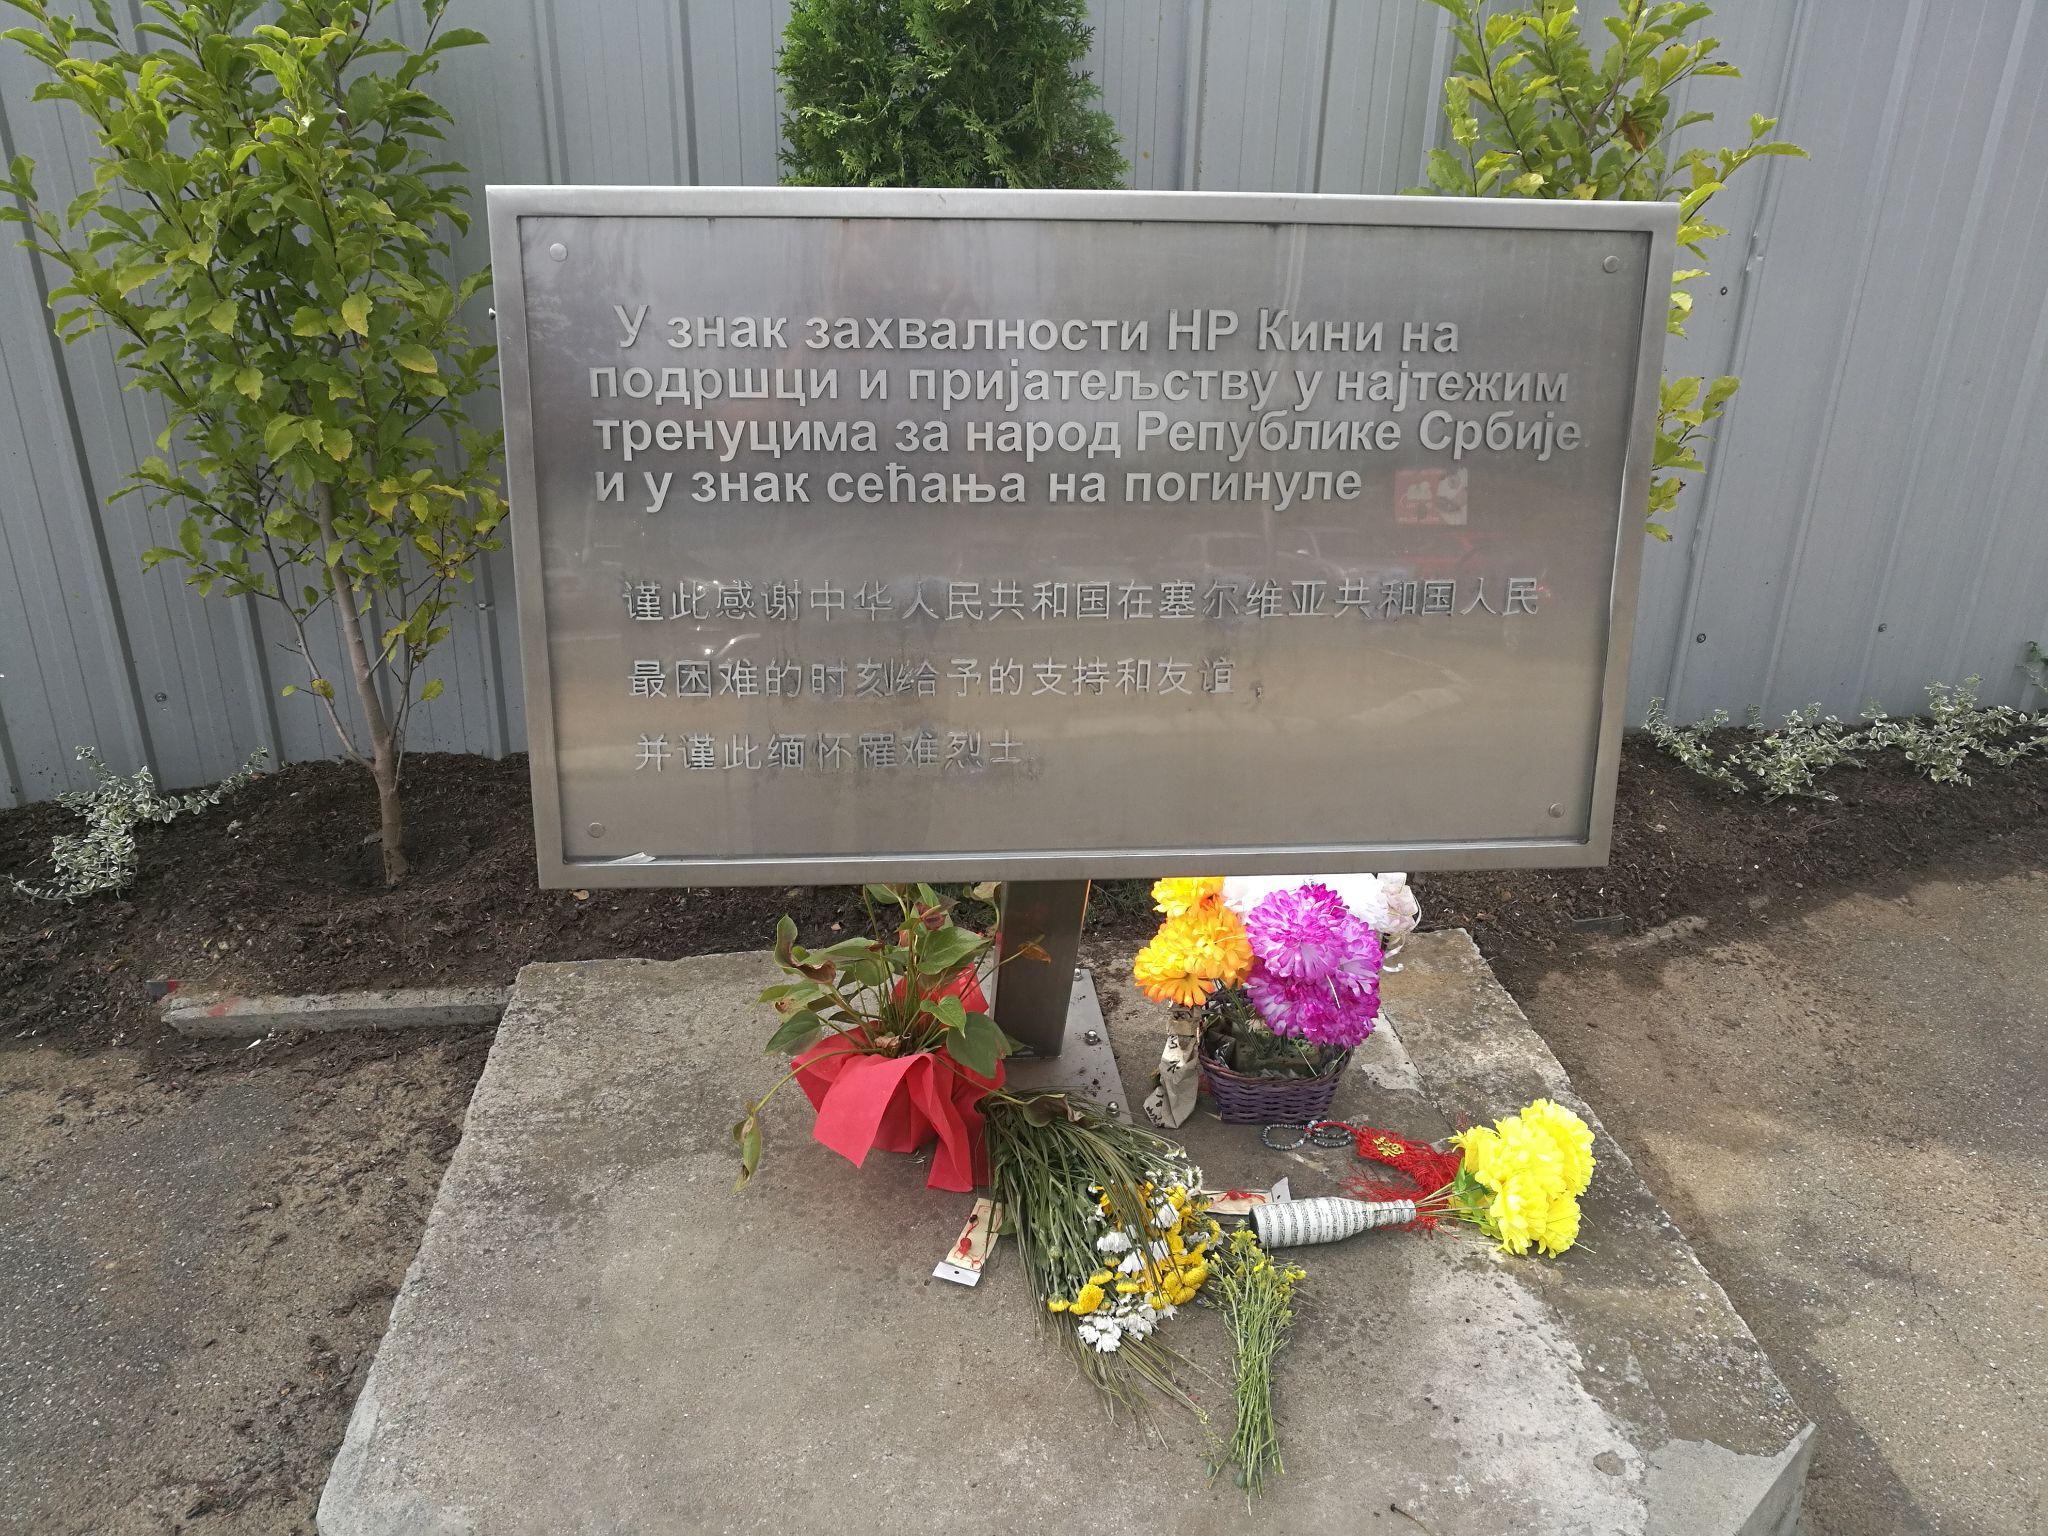 У знак захвалности НР Кини на
подршци и пријатељству у најтежим
тренуцима за народ Републике Србије
и у знак сећања на погинуле
谨此感谢中华人民共和国在塞尔维亚共和国人民
最困难的时刻给予的支持和友谊，
并谨此缅怀罹难烈士